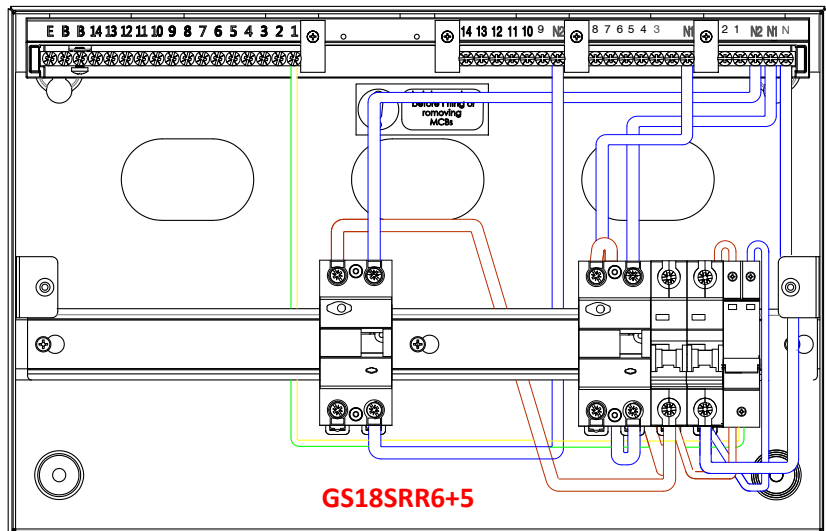 E B B 14 13 12 11 10 9 8 7 6 5 4 3 2 1 14 13 12 11 10 9 N2 8 7 6 5 4 3 N1 2 1 N2 N1 N
before fitting or
romoving
MCBs
GS18SRR6+5